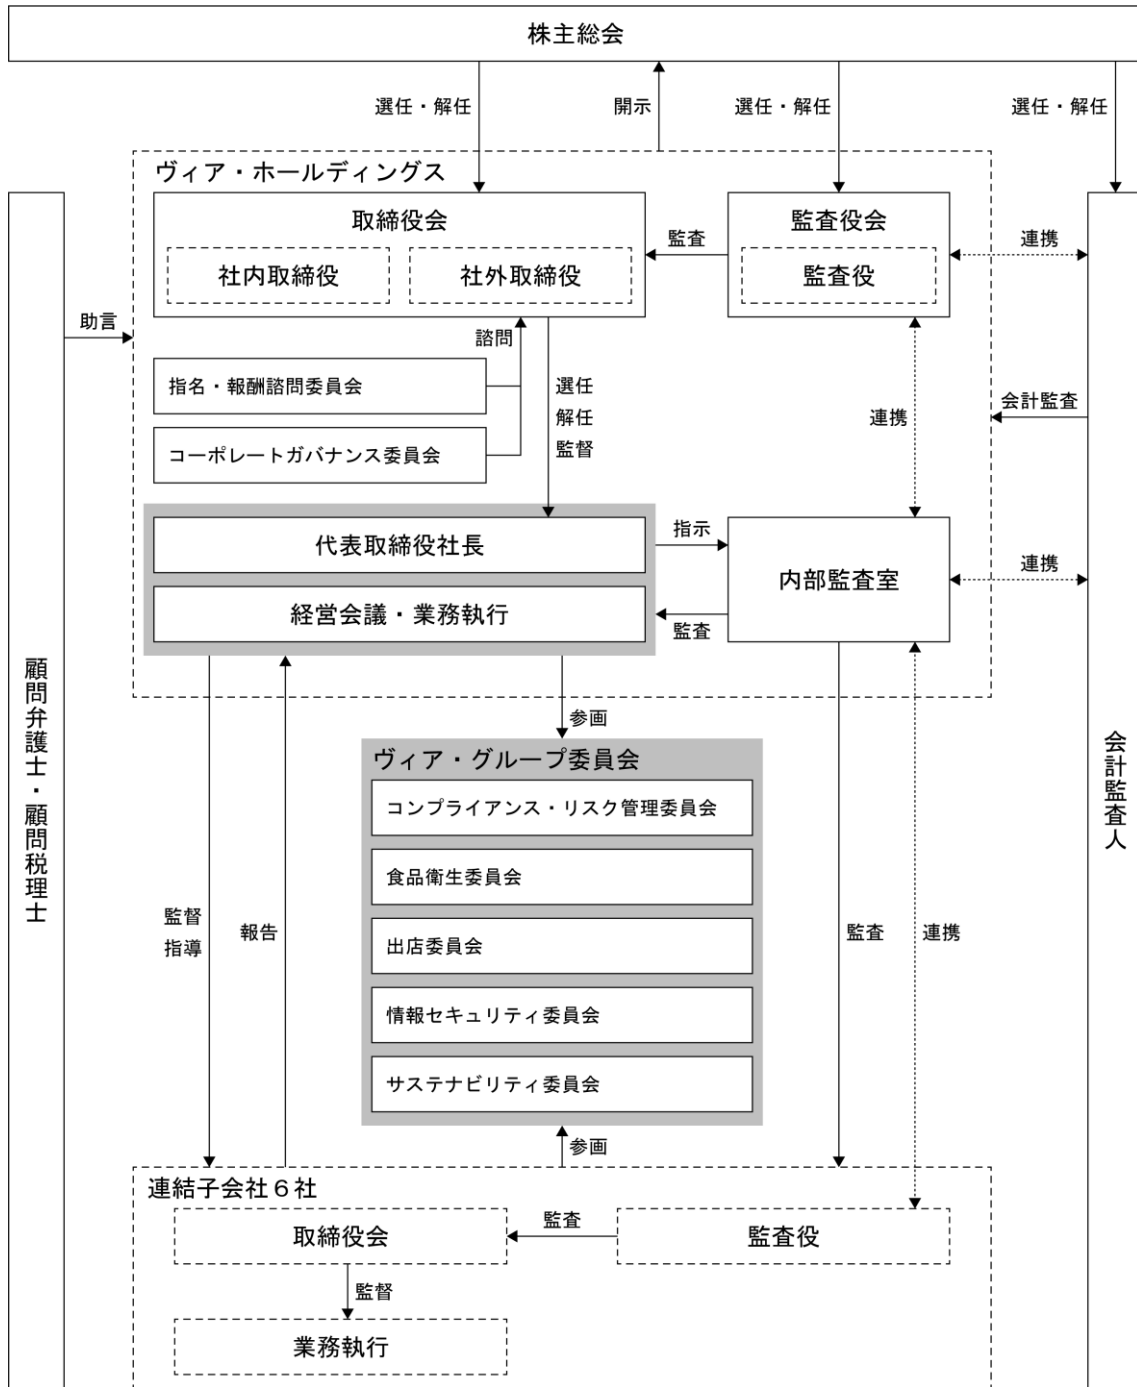 株主総会
選任・解任
開示
選任・解任
選任・解任
ヴィア・ホールディングス
取締役会
社内取締役
社外取締役
監査
監査役会
監査役
連携
助言
諮問
指名・報酬諮問委員会
コーポレートガバナンス委員会
選任
解任
監督
連携
会計監査
代表取締役社長
経営会議・業務執行
指示
監査
内部監査室
連携
顧問弁護士・顧問税理士
会計監査人
参画
ヴィア・グループ委員会
コンプライアンス・リスク管理委員会
食品衛生委員会
出店委員会
情報セキュリティ委員会
サステナビリティ委員会
監督
指導
報告
監査
連携
参画
連結子会社６社
取締役会
監査
監査役
監督
業務執行